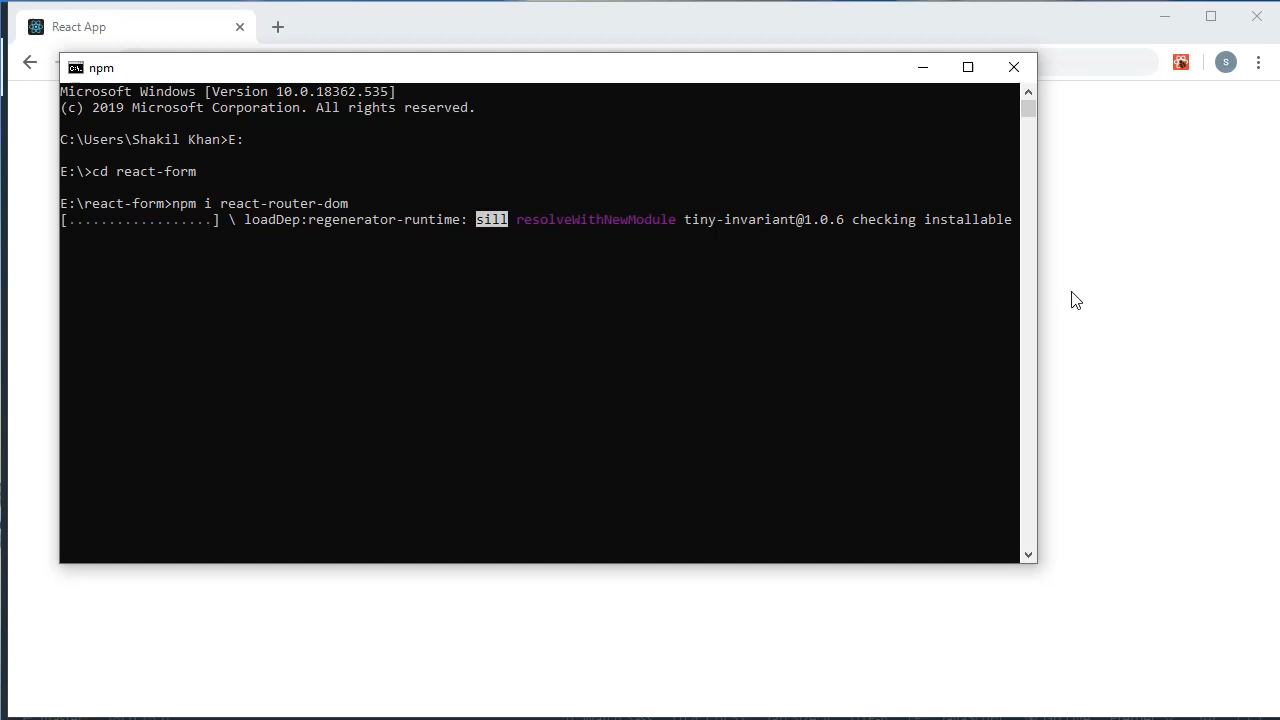 React App
S
npm
Microsoft Windows [Version 10.0.18362.535]
(c) 2019 Microsoft Corporation. All rights reserved.
C:\Users\Shakil Khan>E:
E:\>cd react-form
E:\react-form>npm i react-router-dom
[..................] \ loadDep:regenerator-runtime: sill resolveWithNewModule tiny-invariant@1.0.6 checking installable